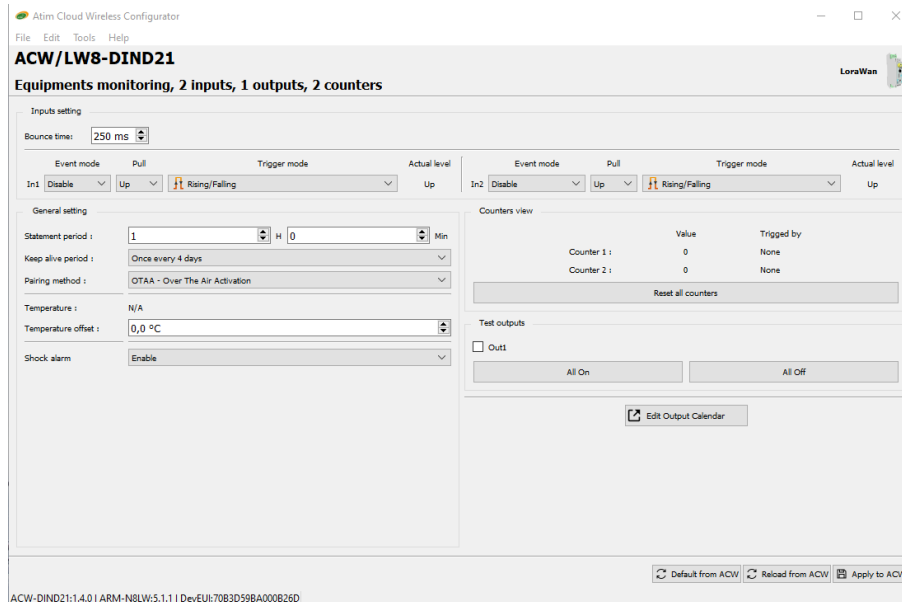 Atim Cloud Wireless Configurator
File Edit Tools Help
ACW/LW8-DIND21
LoraWan
Equipments monitoring, 2 inputs, 1 outputs, 2 counters
Inputs setting
Bounce time: 250 ms
Event mode Pull Trigger mode Actual level Event mode Pull Trigger mode Actual level
In1 Disable Up Rising/Falling Up In2 Disable Up Rising/Falling Up
General setting
Statement period : 1 H 0 Min
Keep alive period : Once every 4 days
Pairing method : OTAA - Over The Air Activation
Temperature : N/A
Temperature offset : 0,0 °C
Shock alarm Enable
Counters view
Value Trigged by
Counter 1 : 0 None
Counter 2 : 0 None
Reset all counters
Test outputs
Out1
All On All Off
Edit Output Calendar
Default from ACW Reload from ACW Apply to ACW
ACW-DIND21:1.4.0 | ARM-N8LW:5.1.1 | DevEUI:70B3D59BA000B26D